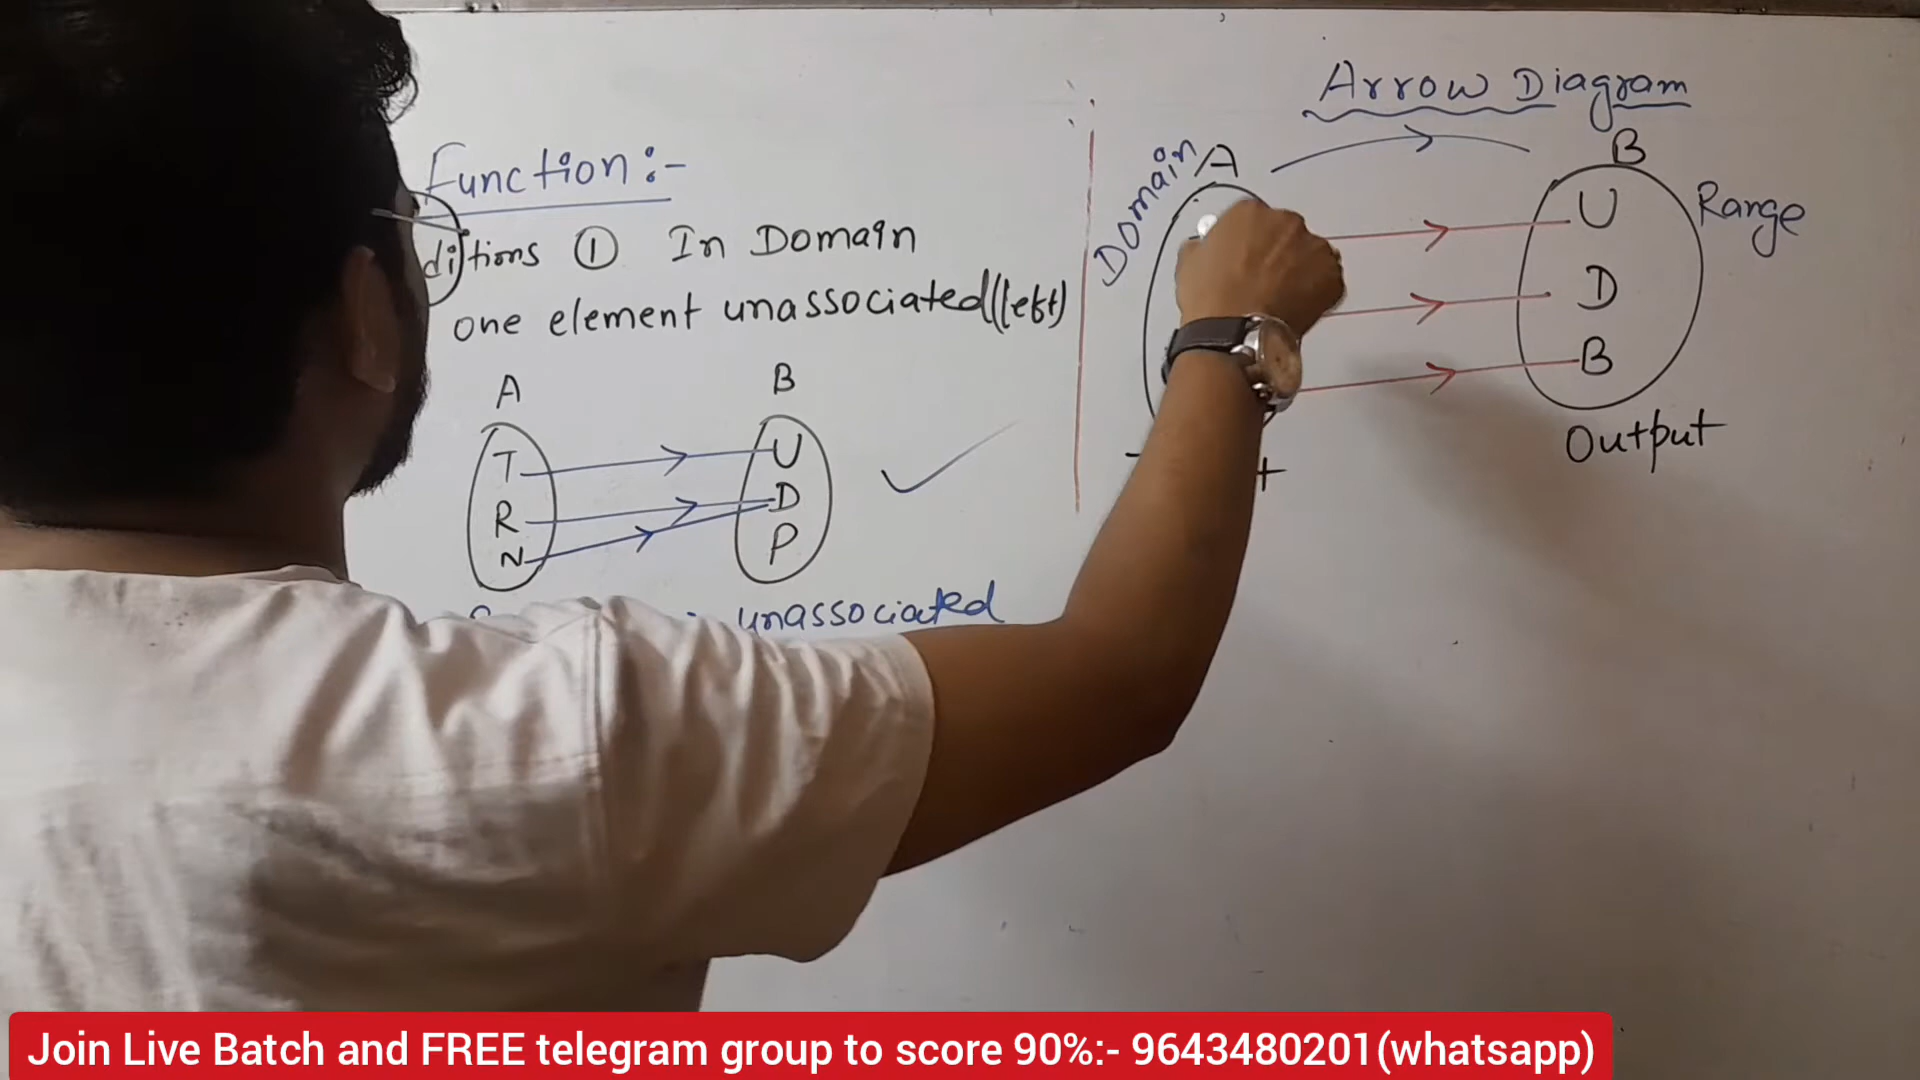 Function :-
ditions ① In Domain
one element unassociated(left)
A B
T U
R D
N P
unassociated
Arrow Diagram
Domain A B Range
U
D
B
Output
Join Live Batch and FREE telegram group to score 90%:- 9643480201(whatsapp)